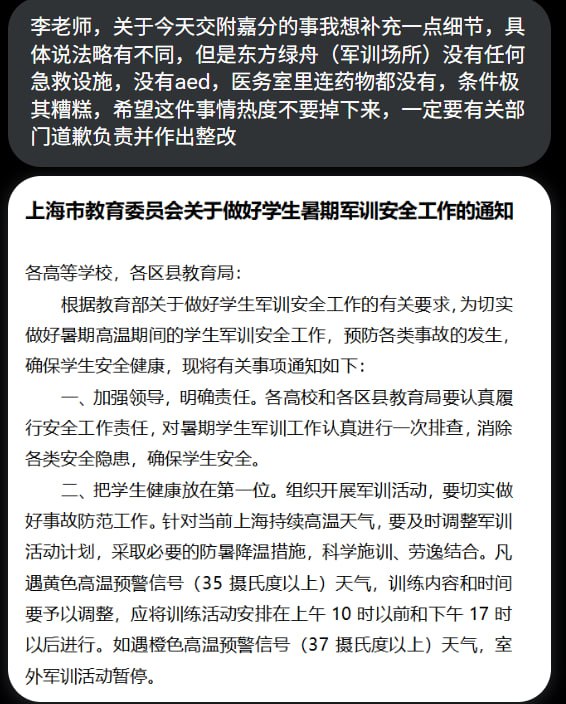 李老师，关于今天交附嘉分的事我想补充一点细节，具
体说法略有不同，但是东方绿舟（军训场所）没有任何
急救设施，没有aed，医务室里连药物都没有，条件极
其糟糕，希望这件事情热度不要掉下来，一定要有关部
门道歉负责并作出整改
上海市教育委员会关于做好学生暑期军训安全工作的通知
各高等学校，各区县教育局：
根据教育部关于做好学生军训安全工作的有关要求，为切实
做好暑期高温期间的学生军训安全工作，预防各类事故的发生，
确保学生安全健康，现将有关事项通知如下：
一、加强领导，明确责任。各高校和各区县教育局要认真履
行安全工作责任，对暑期学生军训工作认真进行一次排查，消除
各类安全隐患，确保学生安全。
二、把学生健康放在第一位。组织开展军训活动，要切实做
好事故防范工作。针对当前上海持续高温天气，要及时调整军训
活动计划，采取必要的防暑降温措施，科学施训、劳逸结合。凡
遇黄色高温预警信号（35 摄氏度以上）天气，训练内容和时间
要予以调整，应将训练活动安排在上午 10 时以前和下午 17 时
以后进行。如遇橙色高温预警信号（37 摄氏度以上）天气，室
外军训活动暂停。